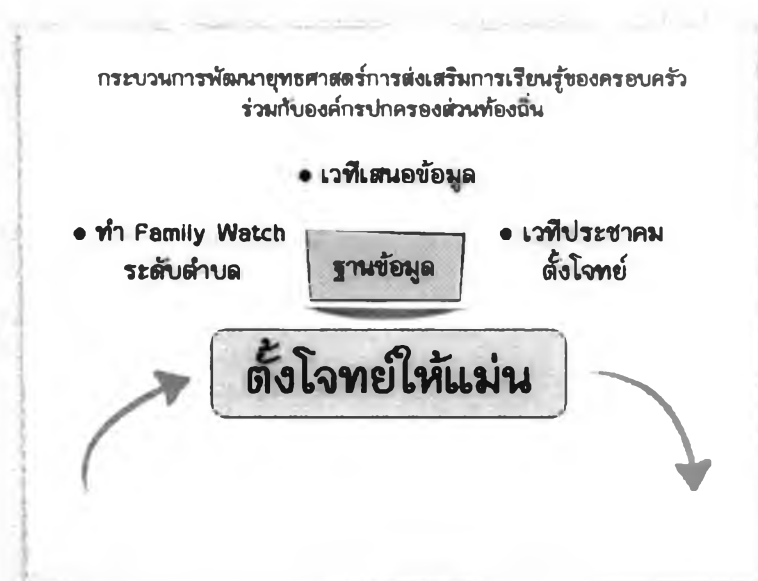 กระบวนการพัฒนายุทธศาสตร์การส่งเสริมการเรียนรู้ของครอบครัว
ร่วมกับองค์กรปกครองส่วนท้องถิ่น
• เวทีเสนอข้อมูล
• ทำ Family Watch
ระดับตำบล
• เวทีประชาคม
ตั้งโจทย์
ฐานข้อมูล
ตั้งโจทย์ให้แม่น